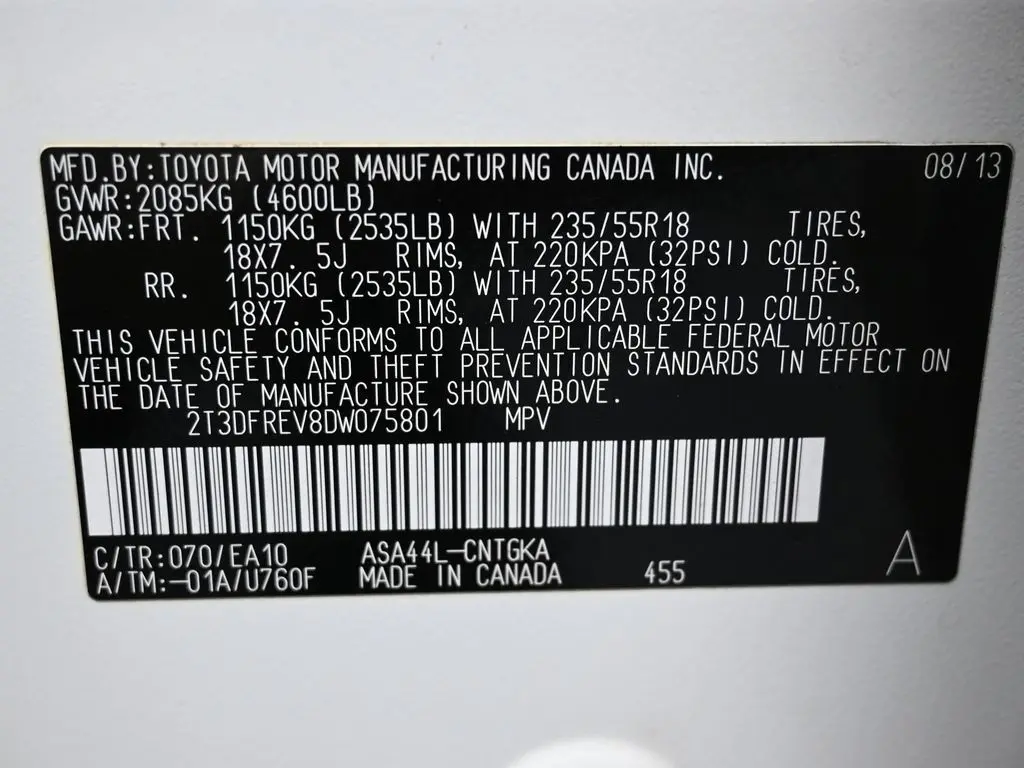 MFD.BY:TOYOTA MOTOR MANUFACTURING CANADA INC. 08/13
GVWR:2085KG (4600LB)
GAWR:FRT. 1150KG (2535LB) WITH 235/55R18 TIRES,
18X7.5J RIMS, AT 220KPA (32PSI) COLD.
RR. 1150KG (2535LB) WITH 235/55R18 TIRES,
18X7.5J RIMS, AT 220KPA (32PSI) COLD.
THIS VEHICLE CONFORMS TO ALL APPLICABLE FEDERAL MOTOR
VEHICLE SAFETY AND THEFT PREVENTION STANDARDS IN EFFECT ON
THE DATE OF MANUFACTURE SHOWN ABOVE.
2T3DFREV8DW075801 MPV
C/TR:070/EA10 ASA44L-CNTGKA
A/TM:-01A/U760F MADE IN CANADA 455 A